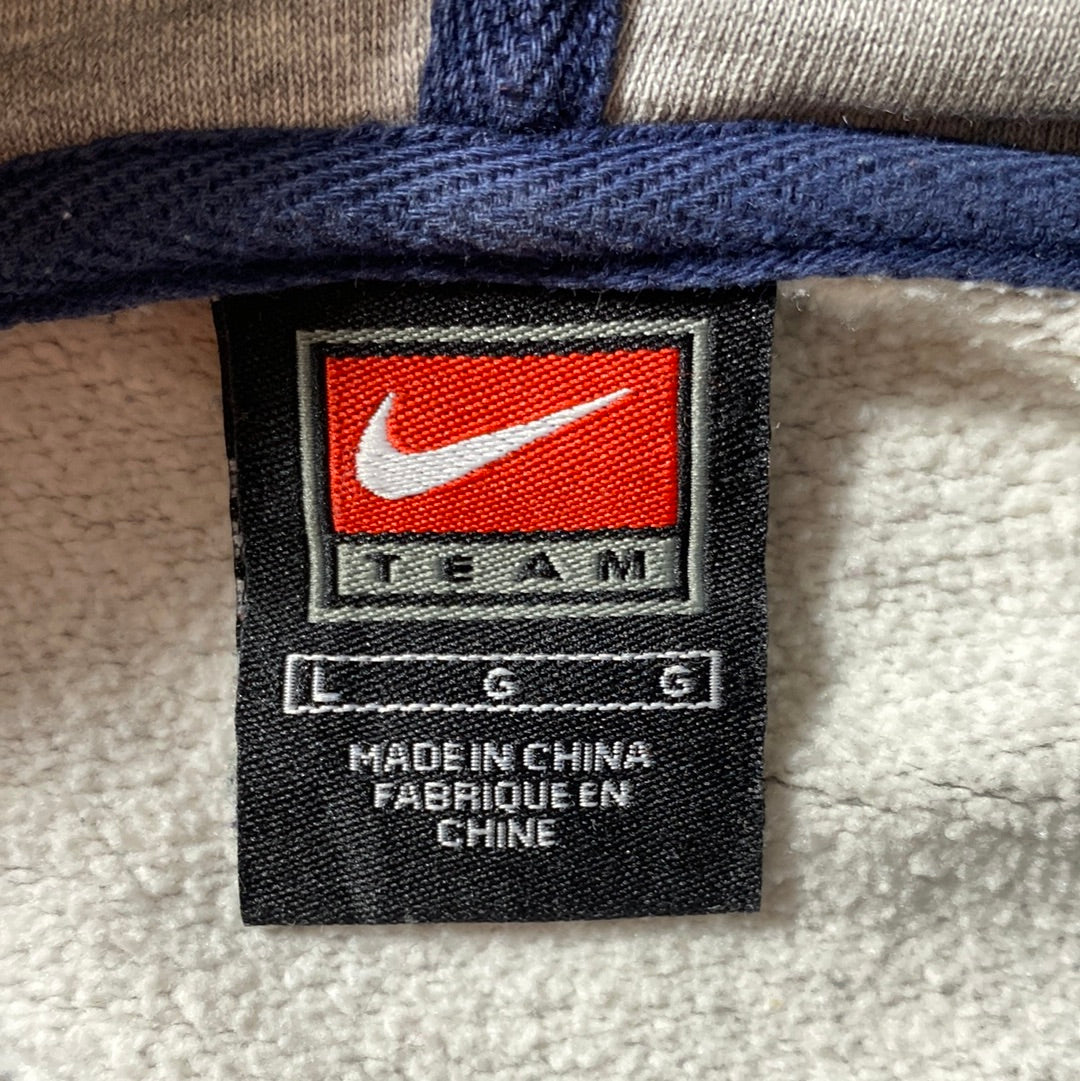 TEAM
L G G
MADE IN CHINA
FABRIQUE EN
CHINE